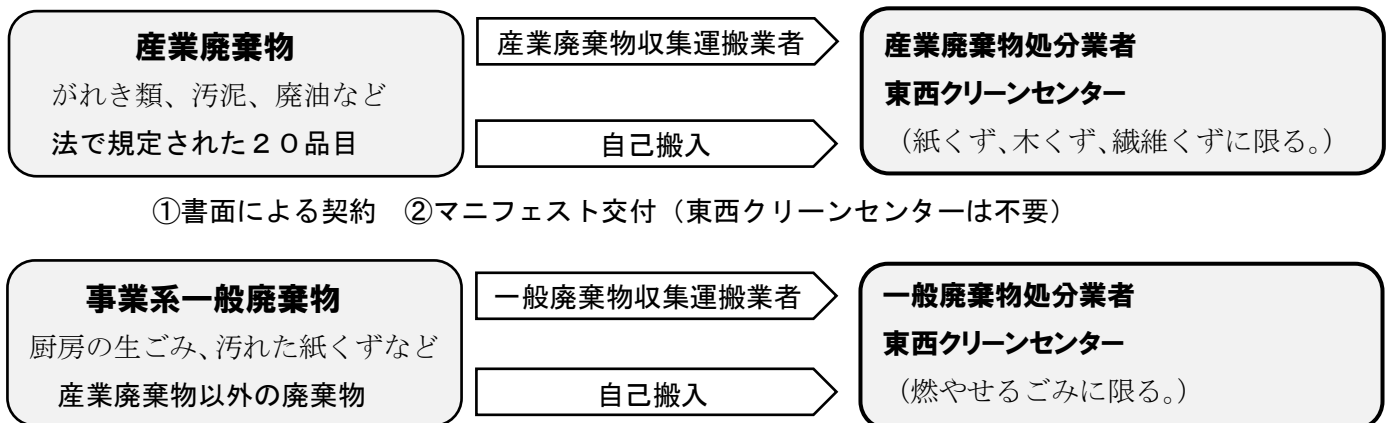 産業廃棄物
がれき類、汚泥、廃油など
法で規定された２０品目
産業廃棄物収集運搬業者
自己搬入
産業廃棄物処分業者
東西クリーンセンター
（紙くず、木くず、繊維くずに限る。）
①書面による契約　②マニフェスト交付（東西クリーンセンターは不要）
事業系一般廃棄物
厨房の生ごみ、汚れた紙くずなど
産業廃棄物以外の廃棄物
一般廃棄物収集運搬業者
自己搬入
一般廃棄物処分業者
東西クリーンセンター
（燃やせるごみに限る。）